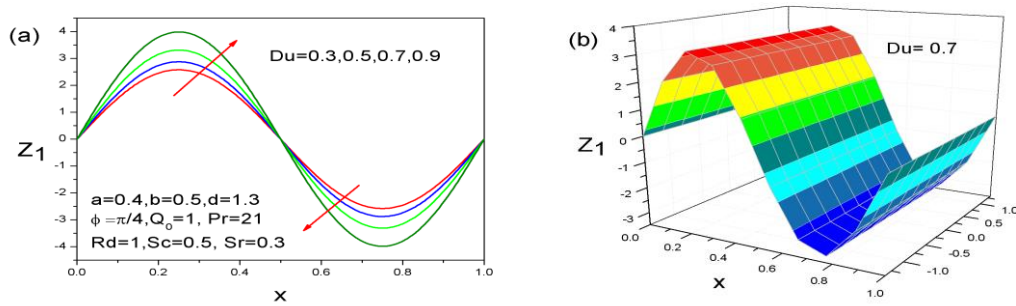 (a)
Du=0.3,0.5,0.7,0.9
4
3
2
1
0
-1
-2
-3
-4
Z₁
a=0.4,b=0.5,d=1.3
ϕ=π/4,Qₒ=1, Pr=21
Rd=1,Sc=0.5, Sr=0.3
0.0 0.2 0.4 0.6 0.8 1.0
x
(b)
Du= 0.7
4
3
2
1
0
-1
-2
-3
Z₁
0.0 0.2 0.4 0.6 0.8 1.0
x
1.0
0.5
0.0
-0.5
-1.0